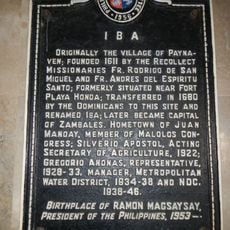 1956
IBA
ORIGINALLY THE VILLAGE OF PAYNA-
VEN; FOUNDED 1611 BY THE RECOLLECT
MISSIONARIES FR. RODRIGO DE SAN
MIGUEL AND FR. ANDRES DEL ESPIRITU
SANTO; FORMERLY SITUATED NEAR FORT
PLAYA HONDA; TRANSFERRED IN 1680
BY THE DOMINICANS TO THIS SITE AND
RENAMED IBA; LATER BECAME CAPITAL
OF ZAMBALES. HOMETOWN OF JUAN
MANDAY, MEMBER OF MALOLOS CON-
GRESS; SILVERIO APOSTOL, ACTING
SECRETARY OF AGRICULTURE, 1922;
GREGORIO ANONAS, REPRESENTATIVE,
1928-33, MANAGER, METROPOLITAN
WATER DISTRICT, 1934-38 AND NDC.
1938-46.
BIRTHPLACE OF RAMON MAGSAYSAY,
PRESIDENT OF THE PHILIPPINES, 1953-.